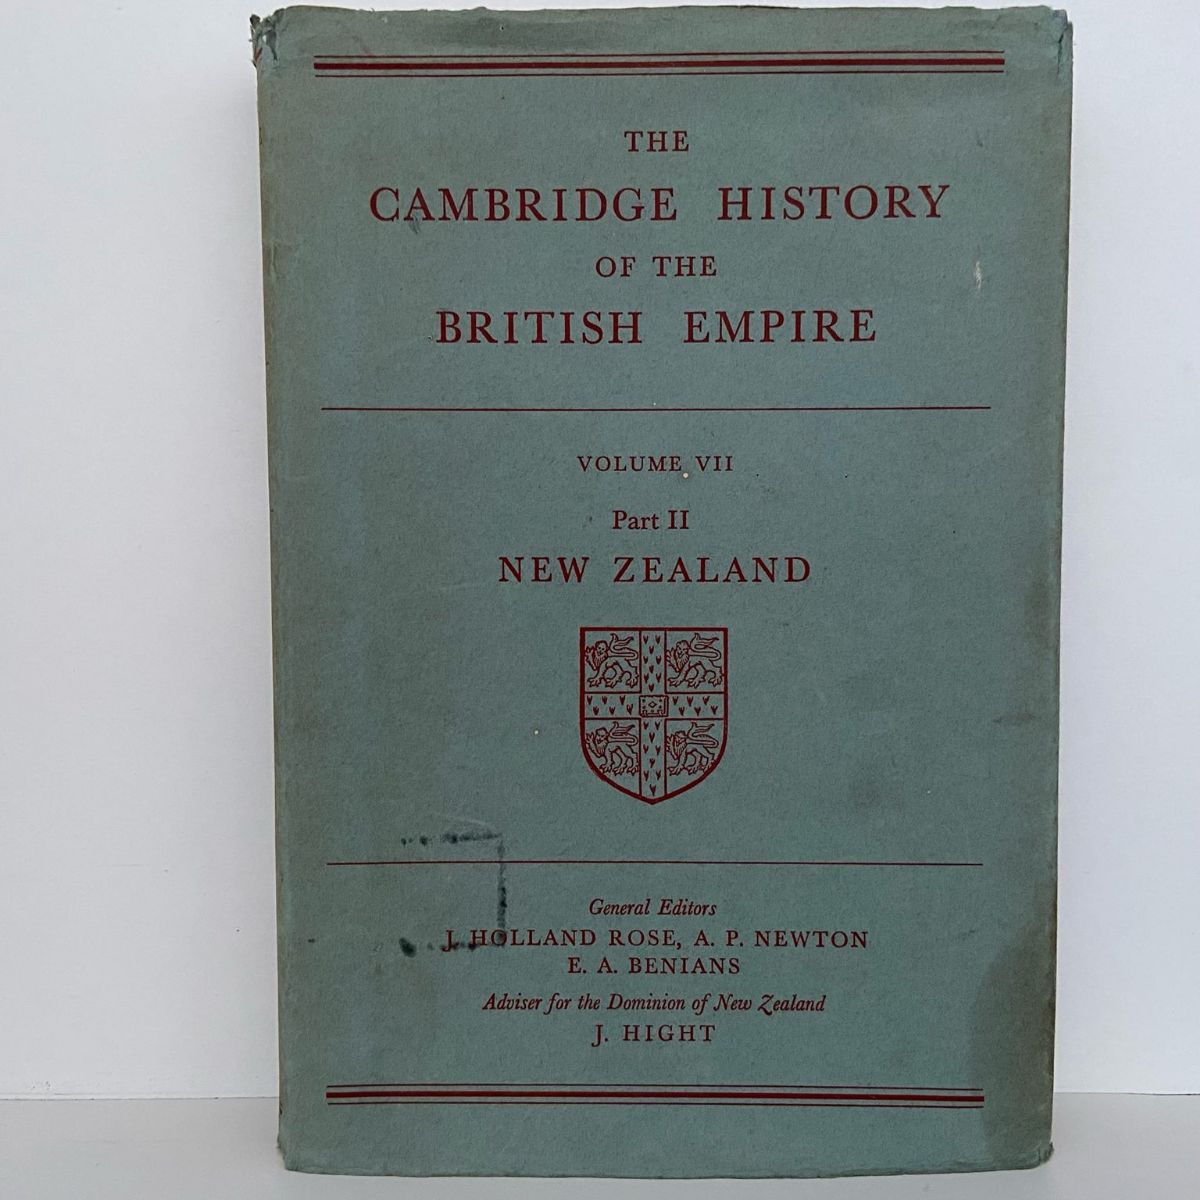 THE
CAMBRIDGE HISTORY
OF THE
BRITISH EMPIRE
VOLUME VII
Part II
NEW ZEALAND
General Editors
J. HOLLAND ROSE, A. P. NEWTON
E. A. BENIANS
Adviser for the Dominion of New Zealand
J. HIGHT